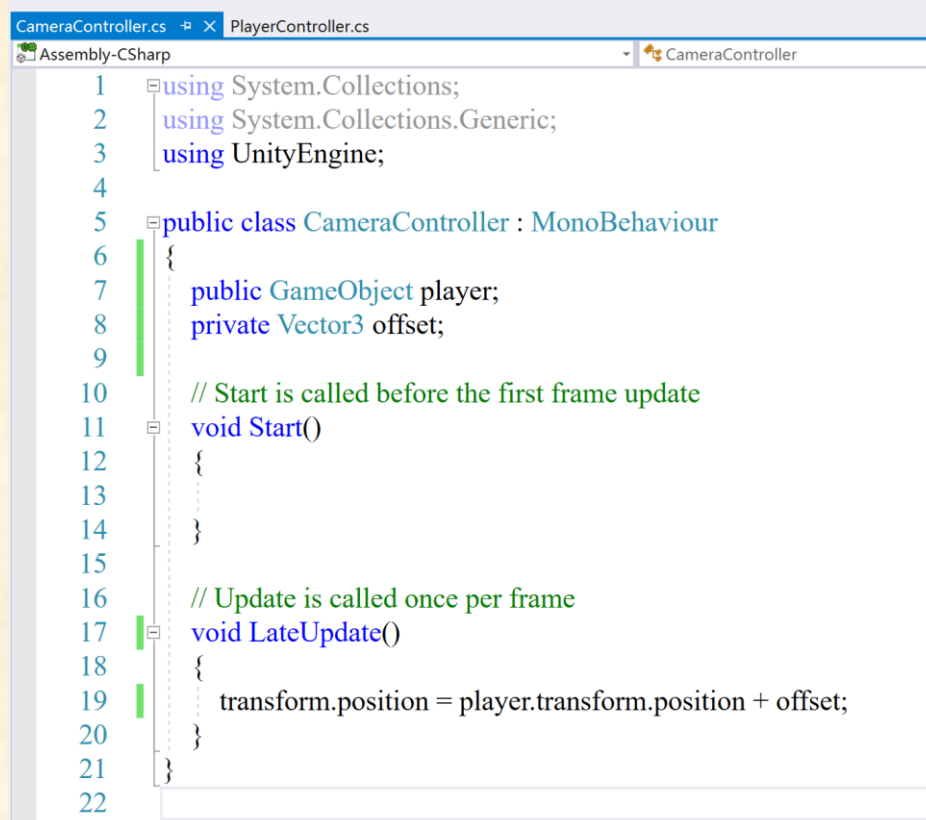 CameraController.cs PlayerController.cs
Assembly-CSharp CameraController
1 using System.Collections;
2 using System.Collections.Generic;
3 using UnityEngine;
4
5 public class CameraController : MonoBehaviour
6 {
7 public GameObject player;
8 private Vector3 offset;
9
10 // Start is called before the first frame update
11 void Start()
12 {
13
14 }
15
16 // Update is called once per frame
17 void LateUpdate()
18 {
19 transform.position = player.transform.position + offset;
20 }
21 }
22